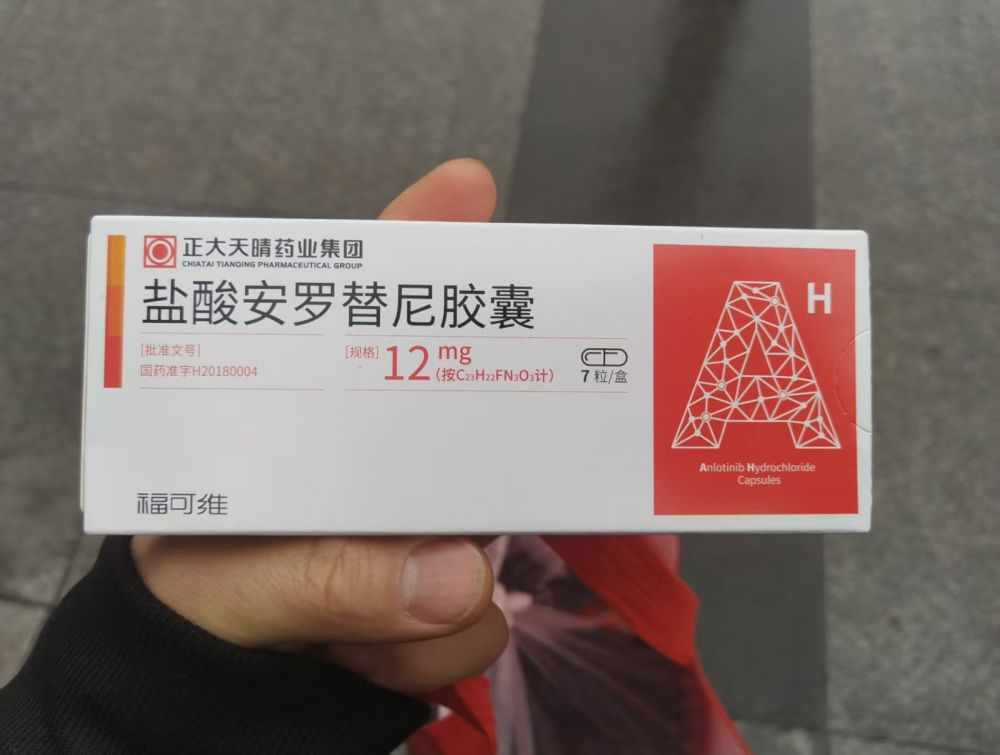 正大天晴药业集团
CHIATAI TIANQING PHARMACEUTICAL GROUP
盐酸安罗替尼胶囊
[批准文号]
国药准字H20180004
[规格] 12 mg
(按C₂₃H₂₂FN₃O₃计)
7 粒/盒
福可维
H
Anlotinib Hydrochloride
Capsules